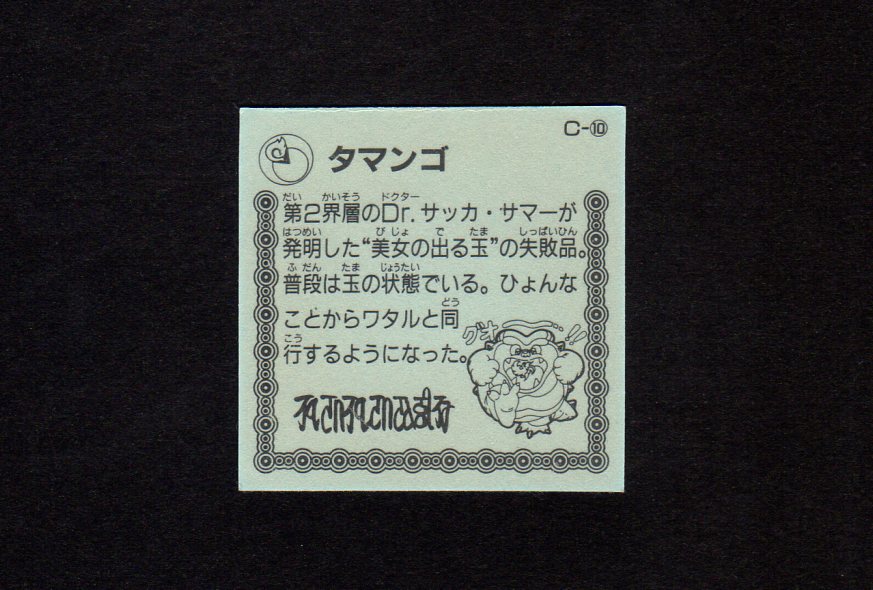 C-⑩
タマンゴ
第2界層のDr.サッカ・サマーが
発明した“美女の出る玉”の失敗品。
普段は玉の状態でいる。ひょんな
ことからワタルと同
行するようになった。
グオォ…!!